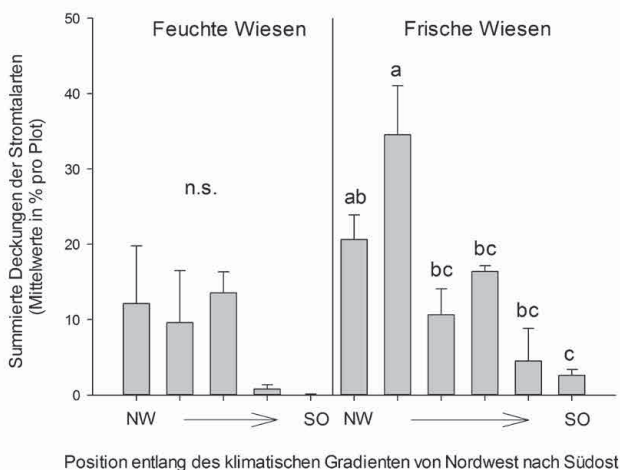 Summierte Deckungen der Stromtalarten
(Mittelwerte in % pro Plot)
50
40
30
20
10
0
Feuchte Wiesen
n.s.
NW
SO
Frische Wiesen
ab
a
bc
bc
bc
c
NW
SO
Position entlang des klimatischen Gradienten von Nordwest nach Südost